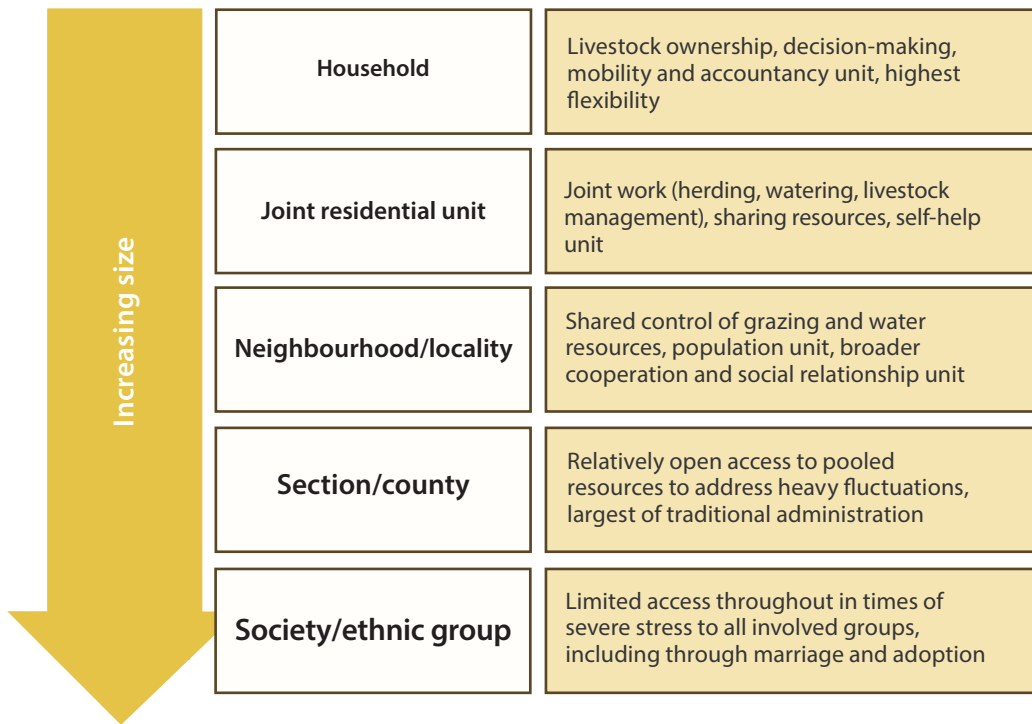 Increasing size
Household
Livestock ownership, decision-making,
mobility and accountancy unit, highest
flexibility
Joint residential unit
Joint work (herding, watering, livestock
management), sharing resources, self-help
unit
Neighbourhood/locality
Shared control of grazing and water
resources, population unit, broader
cooperation and social relationship unit
Section/county
Relatively open access to pooled
resources to address heavy fluctuations,
largest of traditional administration
Society/ethnic group
Limited access throughout in times of
severe stress to all involved groups,
including through marriage and adoption